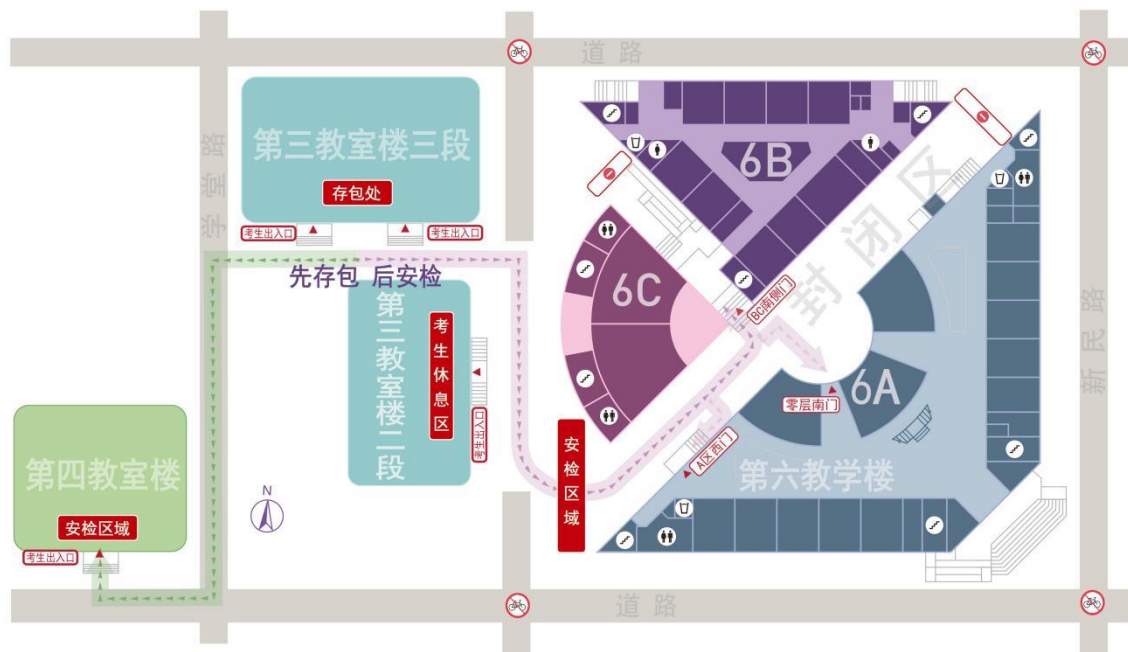 道路
学堂路
第三教室楼三段
存包处
考生出入口
考生出入口
先存包 后安检
第三教室楼二段
考生休息区
考生出入口
第四教室楼
安检区域
考生出入口
N
6B
6C
封闭区
BC南侧门
6A
零层南门
A区西门
第六教学楼
安检区域
新民路
道路